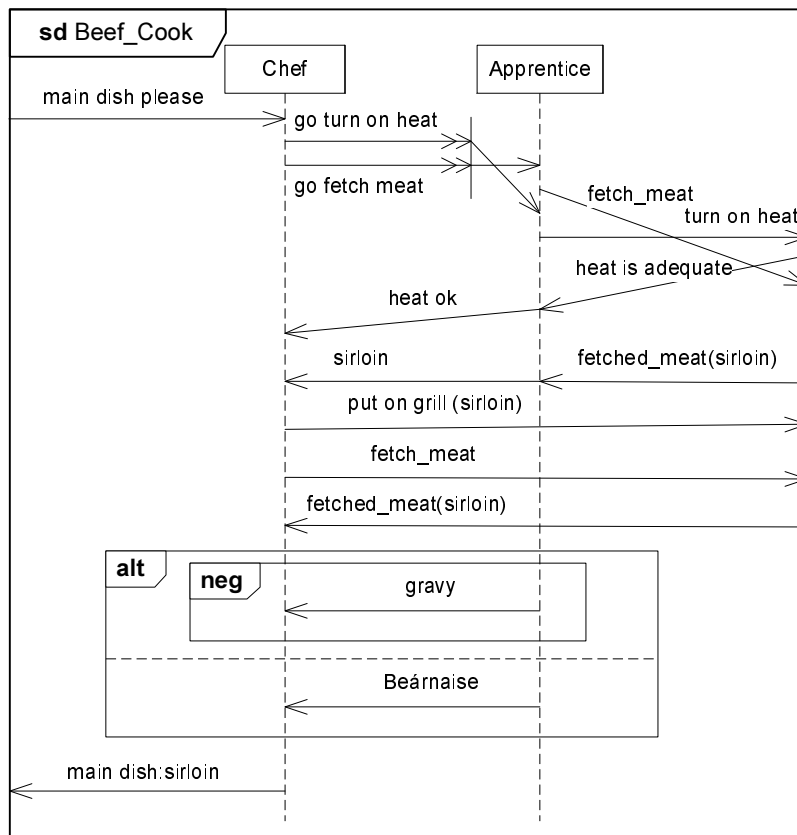 sd Beef_Cook
Chef
Apprentice
main dish please
go turn on heat
go fetch meat
fetch_meat
turn on heat
heat is adequate
heat ok
sirloin
fetched_meat(sirloin)
put on grill (sirloin)
fetch_meat
fetched_meat(sirloin)
alt
neg
gravy
Beárnaise
main dish:sirloin